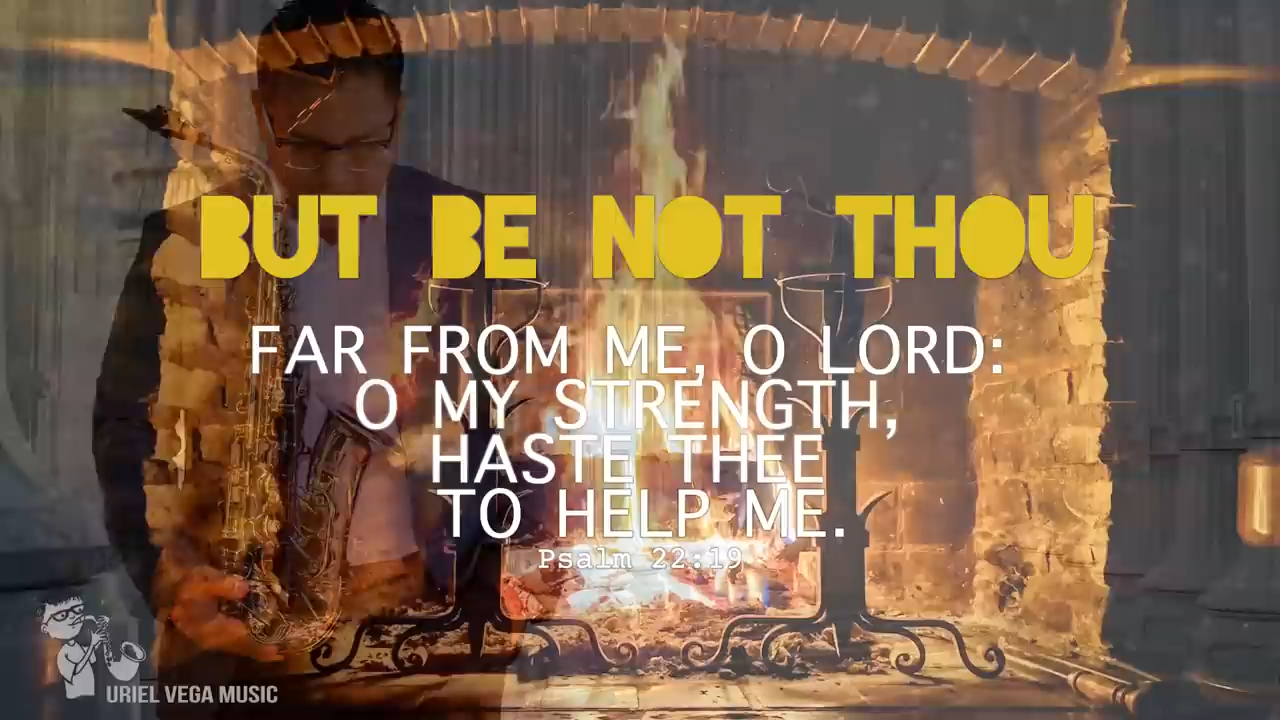 BUT BE NOT THOU
FAR FROM ME, O LORD:
O MY STRENGTH,
HASTE THEE
TO HELP ME.
Psalm 22:19
URIEL VEGA MUSIC